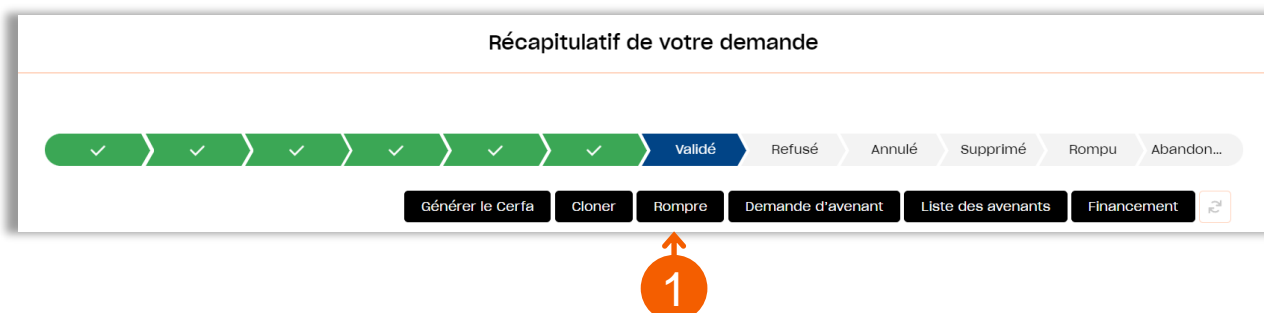 Récapitulatif de votre demande
Validé Refusé Annulé Supprimé Rompu Abandon...
Générer le Cerfa Cloner Rompre Demande d'avenant Liste des avenants Financement
1